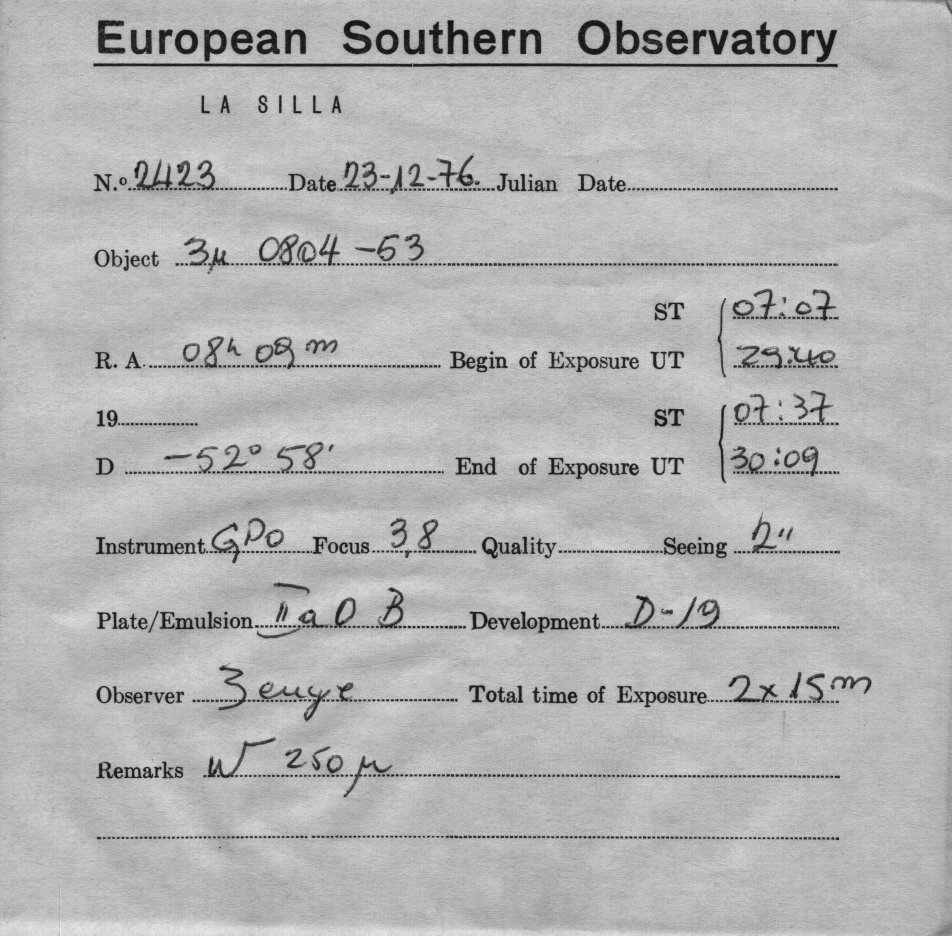 European Southern Observatory
LA SILLA
N.º 2423 Date 23-12-76. Julian Date
Object 3µ 0804 -53
ST 07:07
R. A. 08h 09m Begin of Exposure UT 29:40
19 ST 07:37
D -52° 58' End of Exposure UT 30:09
Instrument GPO Focus 3,8 Quality Seeing 2"
Plate/Emulsion IIaO B Development D-19
Observer Total time of Exposure 2x15m
Remarks W 250µ